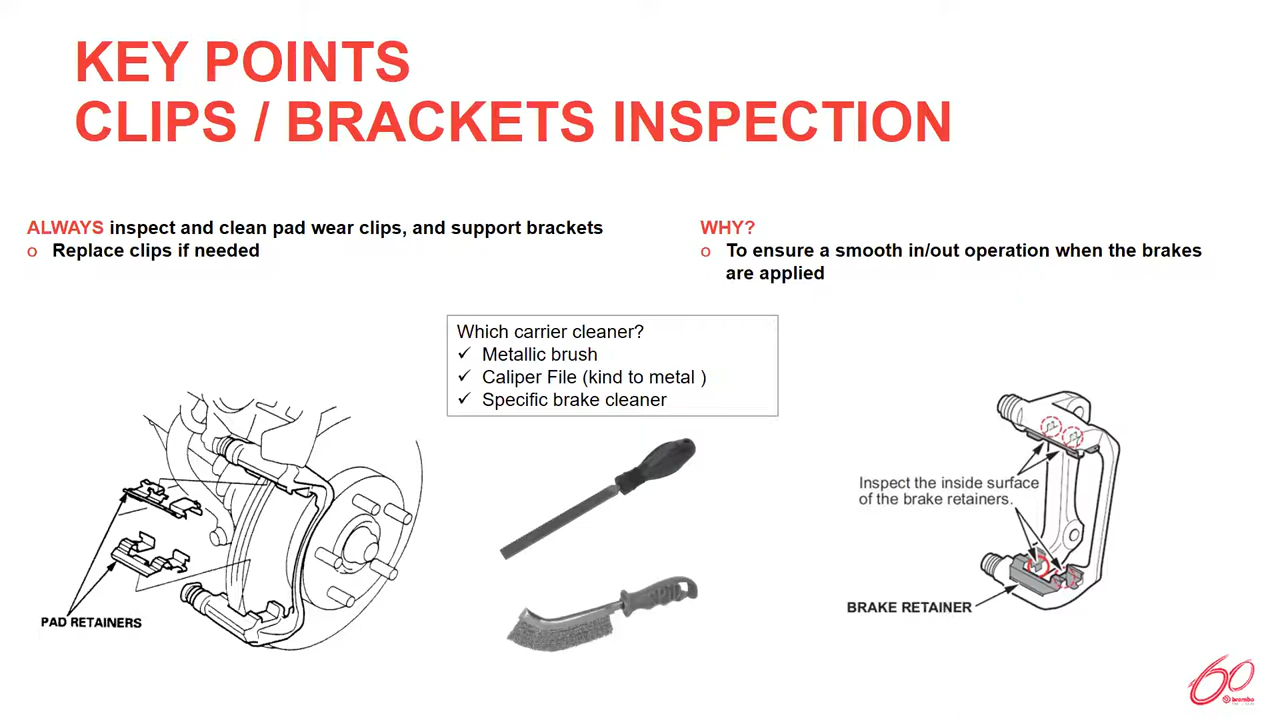 KEY POINTS
CLIPS / BRACKETS INSPECTION
ALWAYS inspect and clean pad wear clips, and support brackets
o Replace clips if needed
WHY?
o To ensure a smooth in/out operation when the brakes
are applied
Which carrier cleaner?
✓ Metallic brush
✓ Caliper File (kind to metal )
✓ Specific brake cleaner
PAD RETAINERS
Inspect the inside surface
of the brake retainers.
BRAKE RETAINER
60
brembo